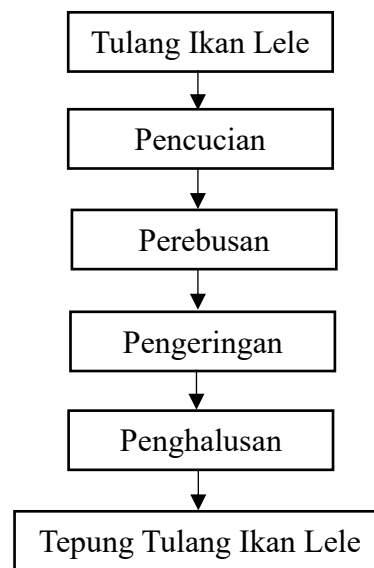 Tulang Ikan Lele
Pencucian
Perebusan
Pengeringan
Penghalusan
Tepung Tulang Ikan Lele